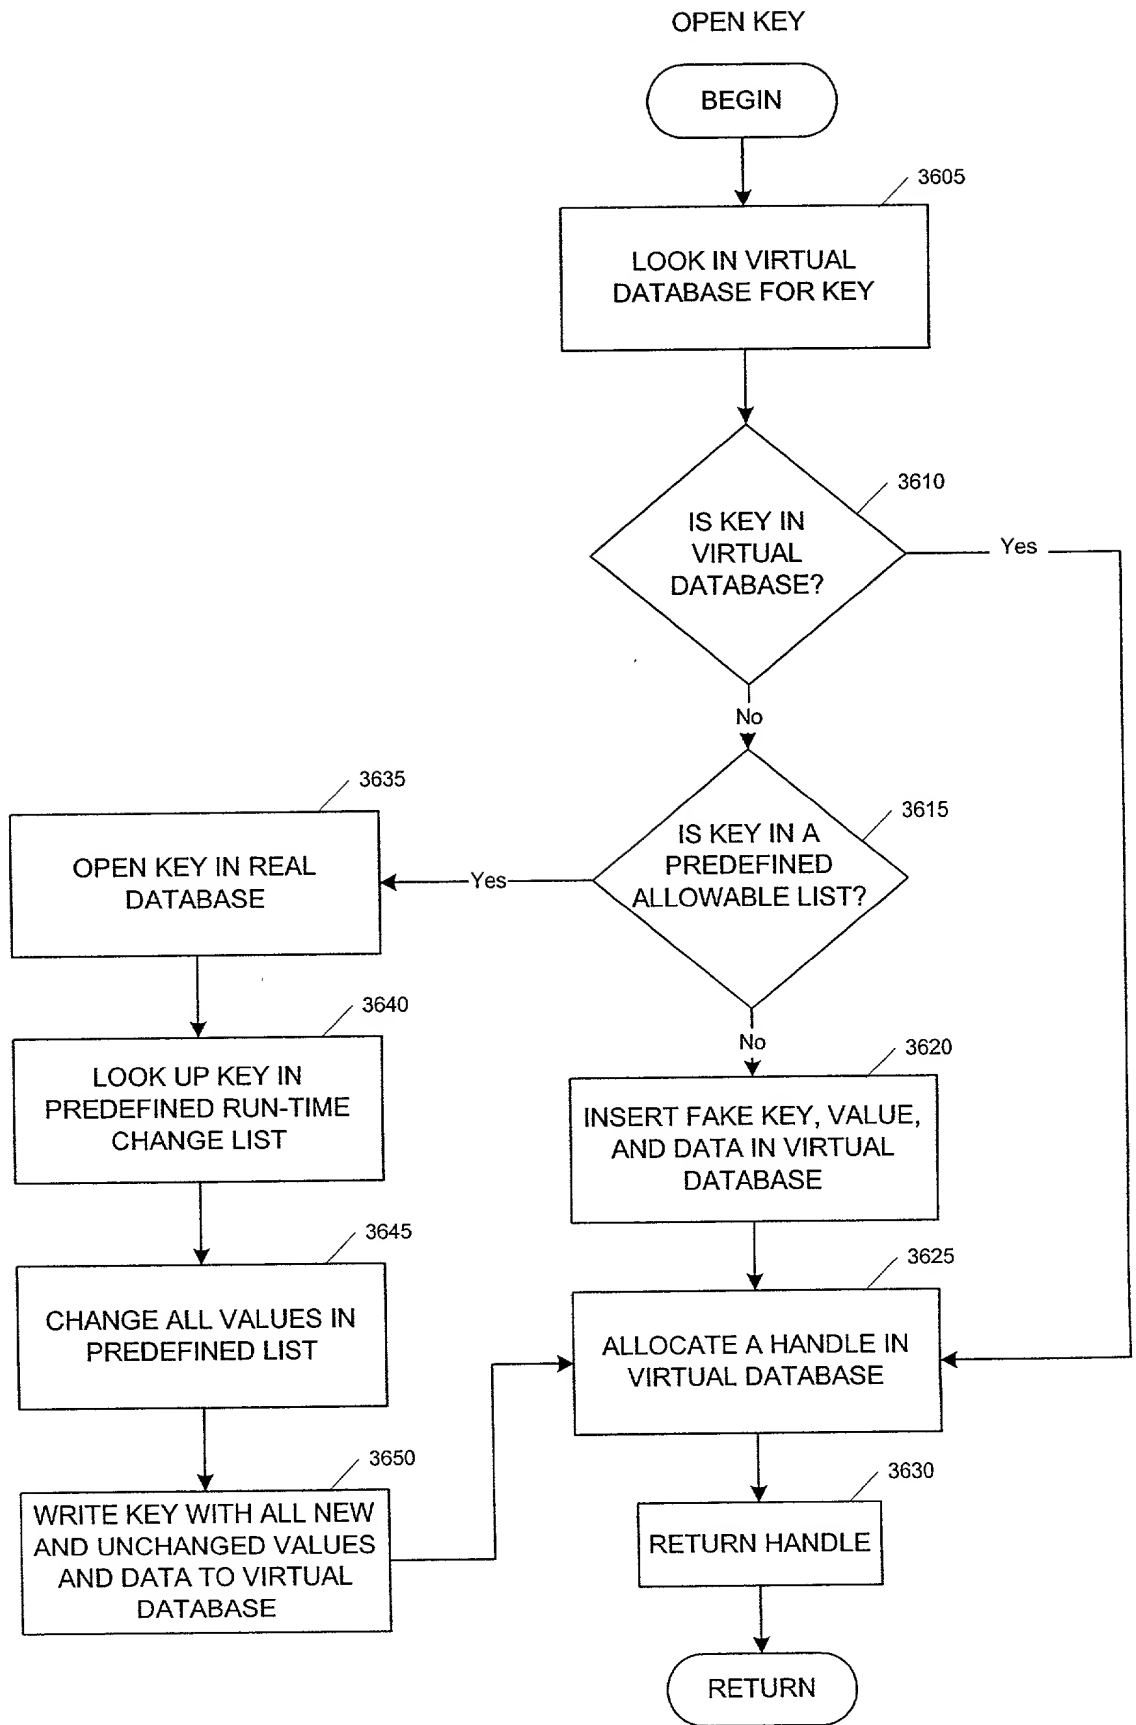 OPEN KEY
BEGIN
3605
LOOK IN VIRTUAL
DATABASE FOR KEY
3610
IS KEY IN
VIRTUAL
DATABASE?
Yes
No
3615
IS KEY IN A
PREDEFINED
ALLOWABLE LIST?
Yes
3635
OPEN KEY IN REAL
DATABASE
3640
LOOK UP KEY IN
PREDEFINED RUN-TIME
CHANGE LIST
3645
CHANGE ALL VALUES IN
PREDEFINED LIST
3650
WRITE KEY WITH ALL NEW
AND UNCHANGED VALUES
AND DATA TO VIRTUAL
DATABASE
No
3620
INSERT FAKE KEY, VALUE,
AND DATA IN VIRTUAL
DATABASE
3625
ALLOCATE A HANDLE IN
VIRTUAL DATABASE
3630
RETURN HANDLE
RETURN